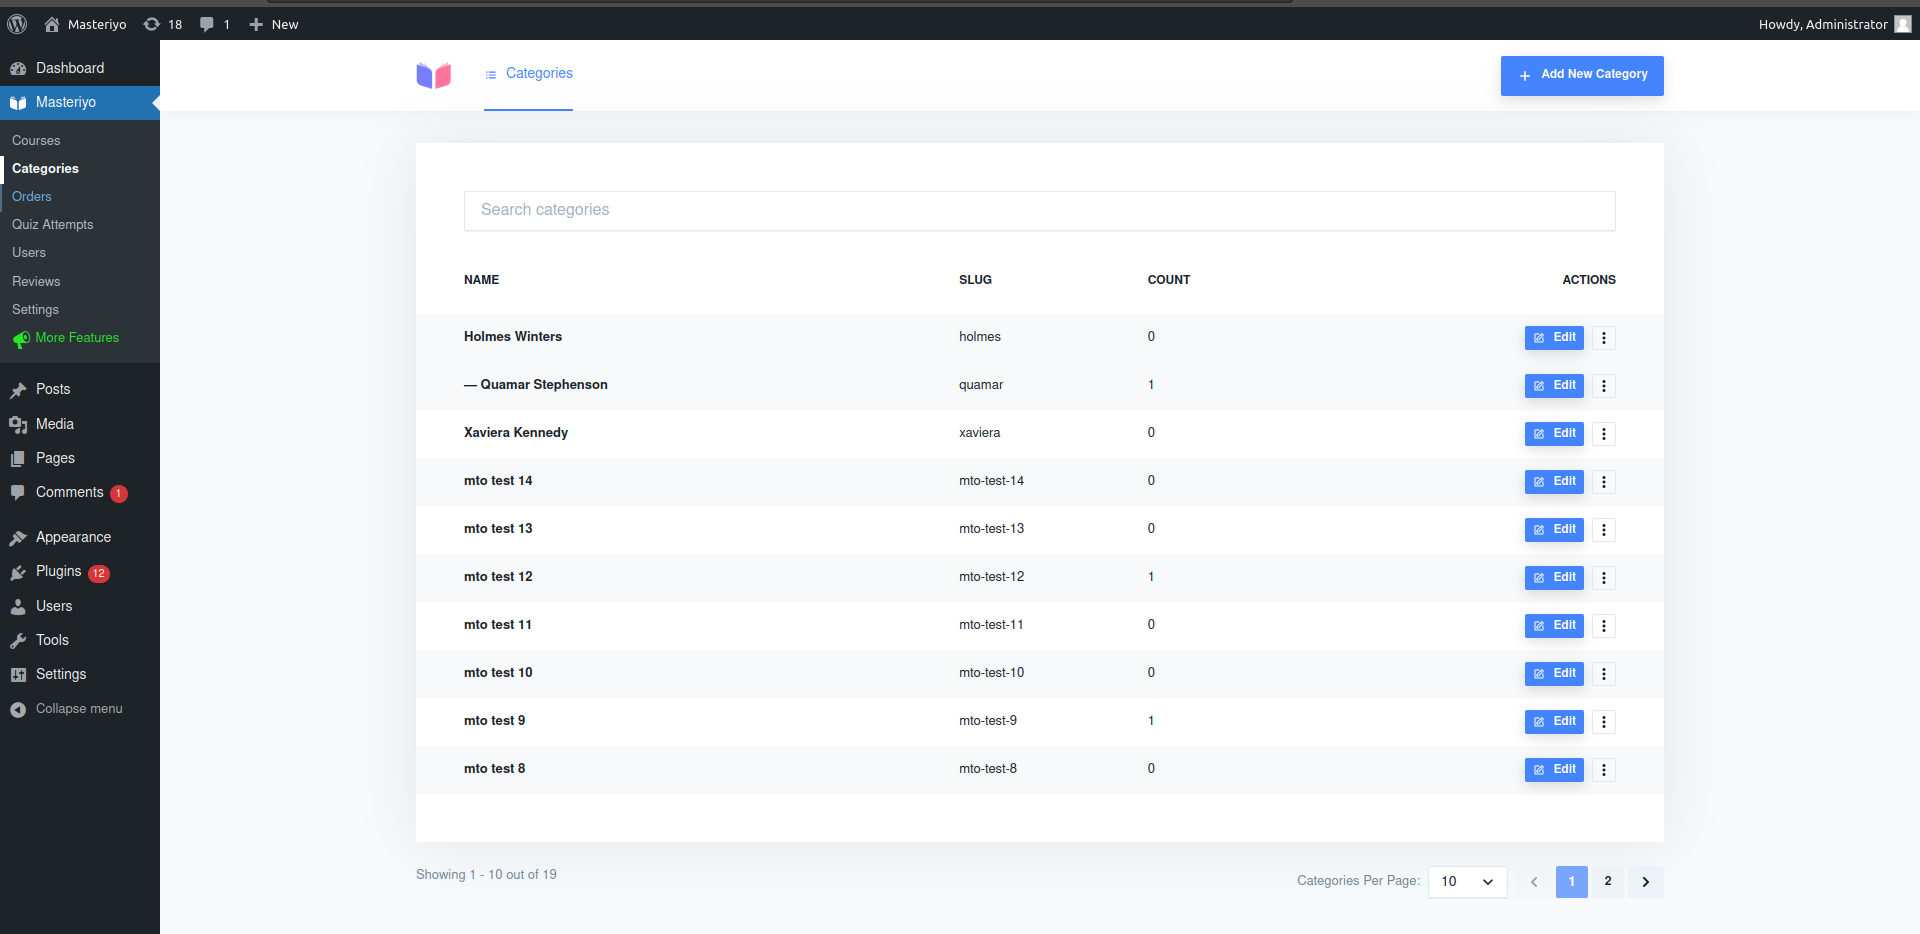 Masteriyo 18 1 New Howdy, Administrator
Dashboard
Masteriyo
Courses
Categories
Orders
Quiz Attempts
Users
Reviews
Settings
More Features
Posts
Media
Pages
Comments 1
Appearance
Plugins 12
Users
Tools
Settings
Collapse menu
Categories
Add New Category
Search categories
NAME SLUG COUNT ACTIONS
Holmes Winters holmes 0 Edit
— Quamar Stephenson quamar 1 Edit
Xaviera Kennedy xaviera 0 Edit
mto test 14 mto-test-14 0 Edit
mto test 13 mto-test-13 0 Edit
mto test 12 mto-test-12 1 Edit
mto test 11 mto-test-11 0 Edit
mto test 10 mto-test-10 0 Edit
mto test 9 mto-test-9 1 Edit
mto test 8 mto-test-8 0 Edit
Showing 1 - 10 out of 19
Categories Per Page: 10 1 2